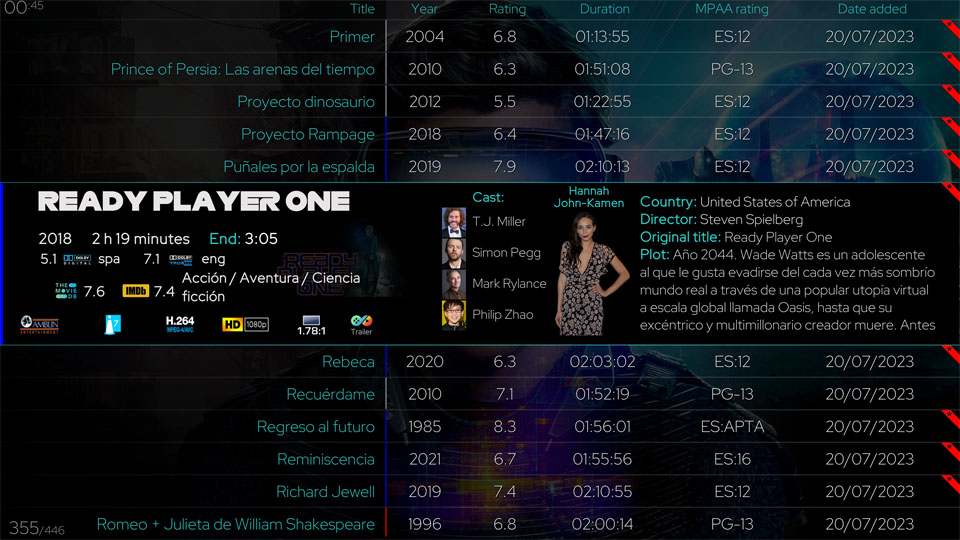 00:45
Title Year Rating Duration MPAA rating Date added
Primer 2004 6.8 01:13:55 ES:12 20/07/2023
Prince of Persia: Las arenas del tiempo 2010 6.3 01:51:08 PG-13 20/07/2023
Proyecto dinosaurio 2012 5.5 01:22:55 ES:12 20/07/2023
Proyecto Rampage 2018 6.4 01:47:16 ES:12 20/07/2023
Puñales por la espalda 2019 7.9 02:10:13 ES:12 20/07/2023
READY PLAYER ONE
2018 2 h 19 minutes End: 3:05
5.1 DOLBY DIGITAL spa 7.1 DOLBY TRUEHD eng
THE MOVIE DB 7.6 IMDb 7.4 Acción / Aventura / Ciencia
ficción
READY PLAYER ONE
AMBLIN Entertainment i7 H.264 MPEG-4/AVC HD 1080p 1.78:1 Trailer
Cast:
T.J. Miller
Simon Pegg
Mark Rylance
Philip Zhao
Hannah
John-Kamen
Country: United States of America
Director: Steven Spielberg
Original title: Ready Player One
Plot: Año 2044. Wade Watts es un adolescente
al que le gusta evadirse del cada vez más sombrío
mundo real a través de una popular utopía virtual
a escala global llamada Oasis, hasta que su
excéntrico y multimillonario creador muere. Antes
Rebeca 2020 6.3 02:03:02 ES:12 20/07/2023
Recuérdame 2010 7.1 01:52:19 PG-13 20/07/2023
Regreso al futuro 1985 8.3 01:56:01 ES:APTA 20/07/2023
Reminiscencia 2021 6.7 01:55:56 ES:16 20/07/2023
Richard Jewell 2019 7.4 02:10:55 ES:12 20/07/2023
355/446 Romeo + Julieta de William Shakespeare 1996 6.8 02:00:14 PG-13 20/07/2023